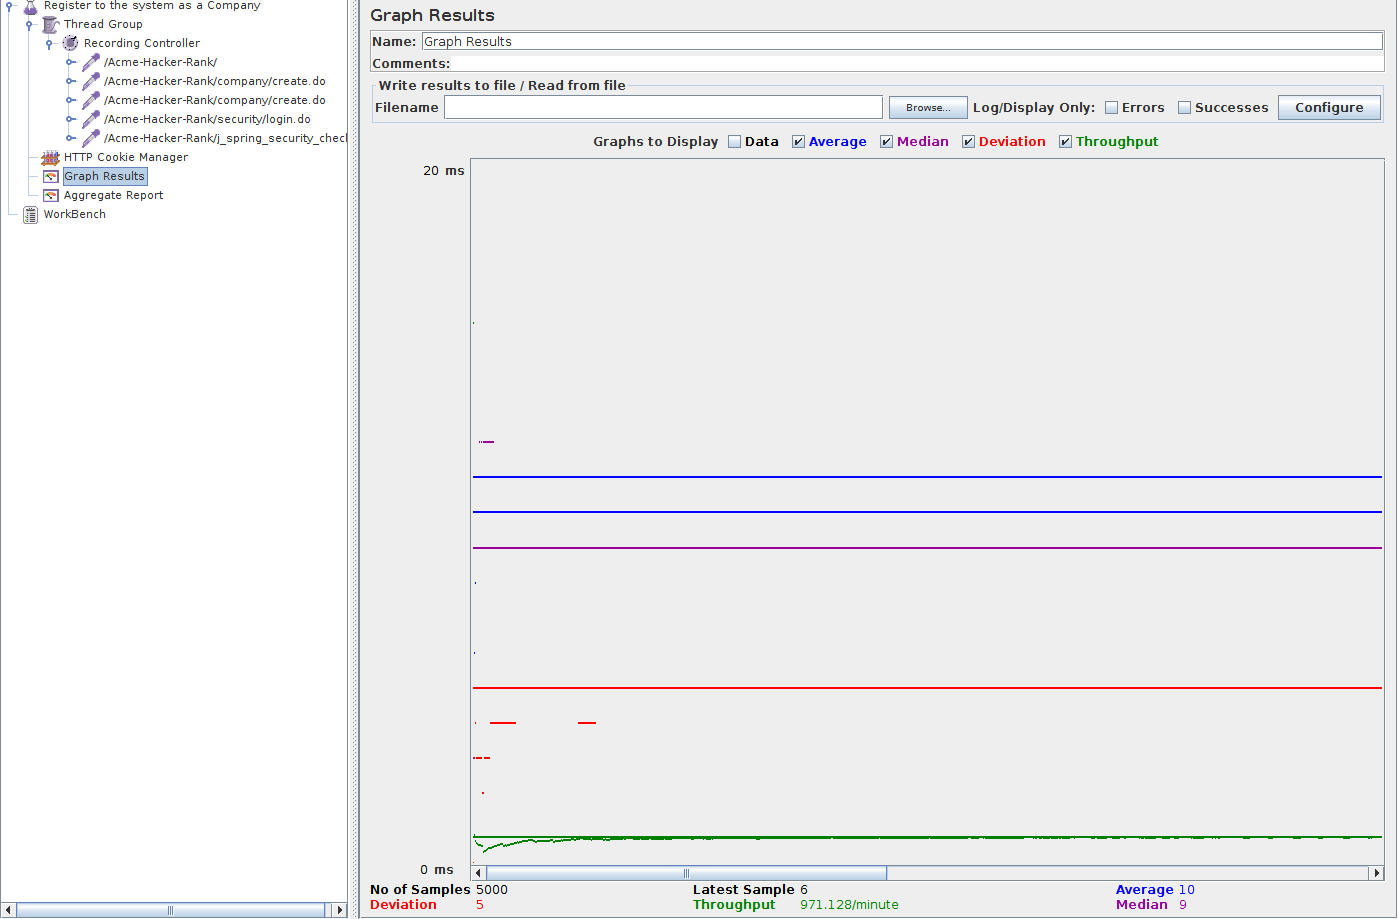 Register to the system as a Company
Thread Group
Recording Controller
/Acme-Hacker-Rank/
/Acme-Hacker-Rank/company/create.do
/Acme-Hacker-Rank/company/create.do
/Acme-Hacker-Rank/security/login.do
/Acme-Hacker-Rank/j_spring_security_chec
HTTP Cookie Manager
Graph Results
Aggregate Report
WorkBench
Graph Results
Name: Graph Results
Comments:
Write results to file / Read from file
Filename Browse... Log/Display Only: Errors Successes Configure
Graphs to Display Data Average Median Deviation Throughput
20 ms
0 ms
No of Samples 5000 Latest Sample 6 Average 10
Deviation 5 Throughput 971.128/minute Median 9